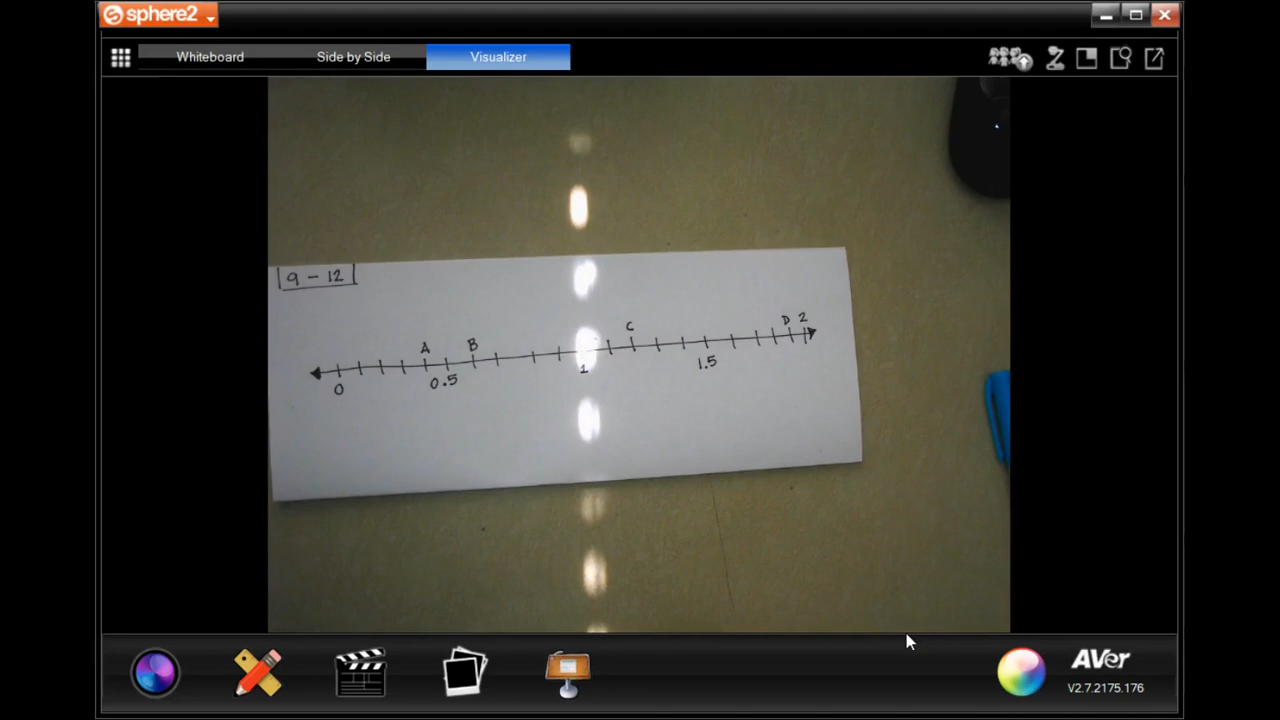 sphere2
Whiteboard Side by Side Visualizer
9 - 12
A B C D 2
0 0.5 1 1.5
AVer
V2.7.2175.176